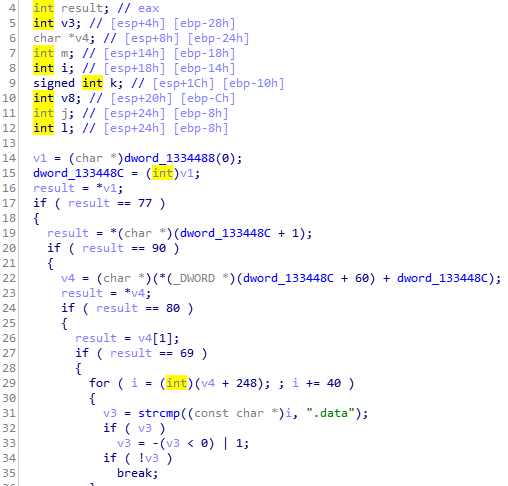 4 int result; // eax
5 int v3; // [esp+4h] [ebp-28h]
6 char *v4; // [esp+8h] [ebp-24h]
7 int m; // [esp+14h] [ebp-18h]
8 int i; // [esp+18h] [ebp-14h]
9 signed int k; // [esp+1Ch] [ebp-10h]
10 int v8; // [esp+20h] [ebp-Ch]
11 int j; // [esp+24h] [ebp-8h]
12 int l; // [esp+24h] [ebp-8h]
13
14 v1 = (char *)dword_1334488(0);
15 dword_133448C = (int)v1;
16 result = *v1;
17 if ( result == 77 )
18 {
19 result = *(char *)(dword_133448C + 1);
20 if ( result == 90 )
21 {
22 v4 = (char *)(*(_DWORD *)(dword_133448C + 60) + dword_133448C);
23 result = *v4;
24 if ( result == 80 )
25 {
26 result = v4[1];
27 if ( result == 69 )
28 {
29 for ( i = (int)(v4 + 248); ; i += 40 )
30 {
31 v3 = strcmp((const char *)i, ".data");
32 if ( v3 )
33 v3 = -(v3 < 0) | 1;
34 if ( !v3 )
35 break;